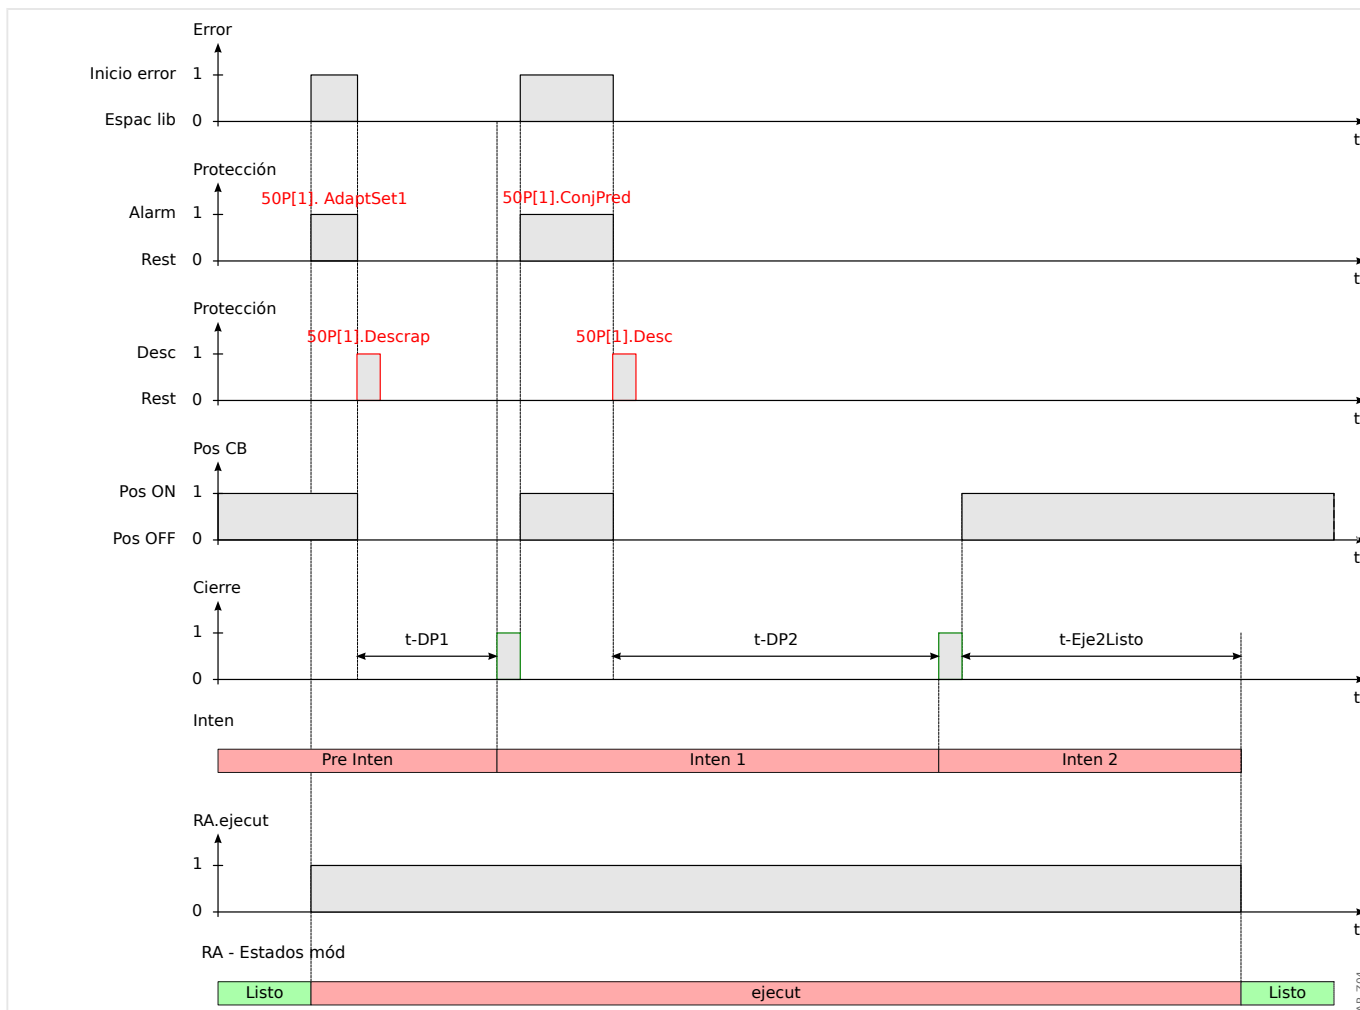 Error
Inicio error 1
Espac lib 0
t
Protección
50P[1]. AdaptSet1 50P[1].ConjPred
Alarm 1
Rest 0
t
Protección
50P[1].Descrap 50P[1].Desc
Desc 1
Rest 0
t
Pos CB
Pos ON 1
Pos OFF 0
t
Cierre
1 t-DP1 t-DP2 t-Eje2Listo
0
t
Inten
Pre Inten Inten 1 Inten 2
RA.ejecut
1
0
t
RA - Estados mód
Listo ejecut Listo